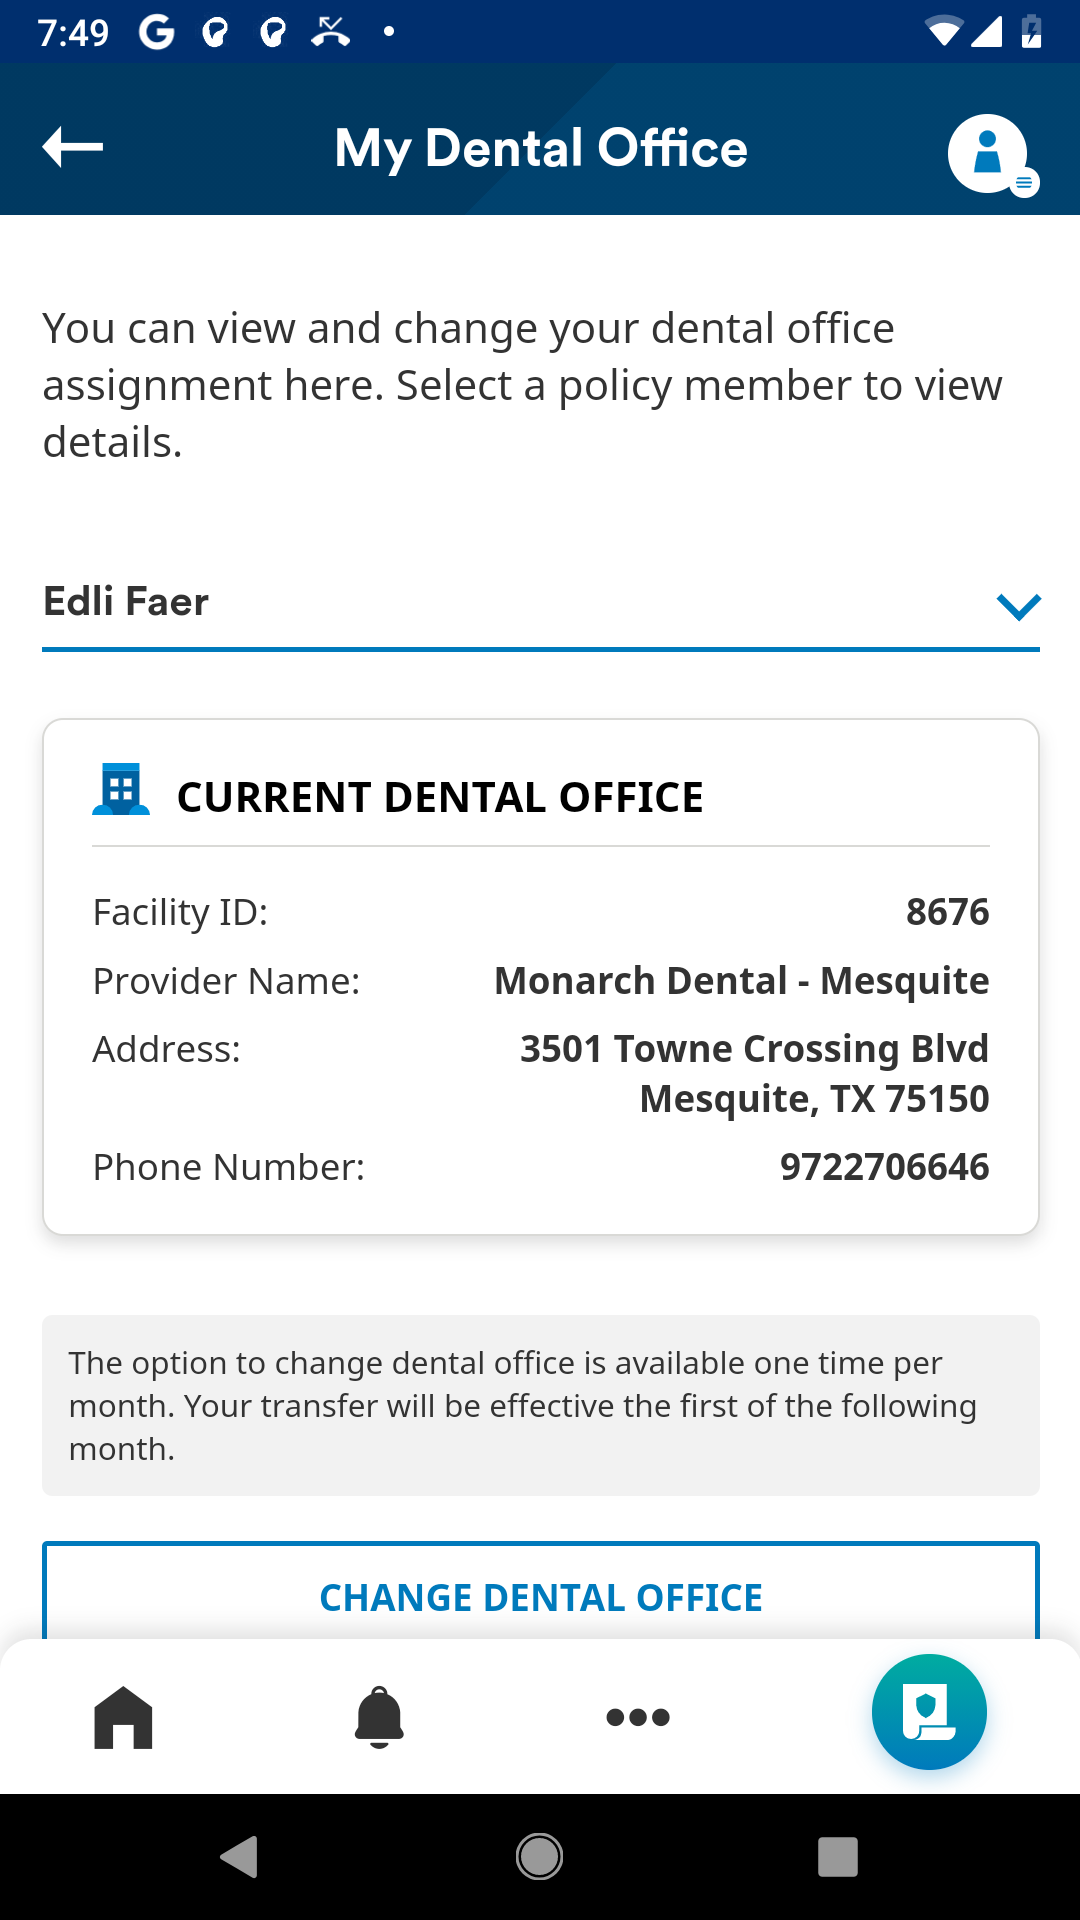 7:49
My Dental Office
You can view and change your dental office
assignment here. Select a policy member to view
details.
Edli Faer
CURRENT DENTAL OFFICE
Facility ID: 8676
Provider Name: Monarch Dental - Mesquite
Address: 3501 Towne Crossing Blvd
Mesquite, TX 75150
Phone Number: 9722706646
The option to change dental office is available one time per
month. Your transfer will be effective the first of the following
month.
CHANGE DENTAL OFFICE